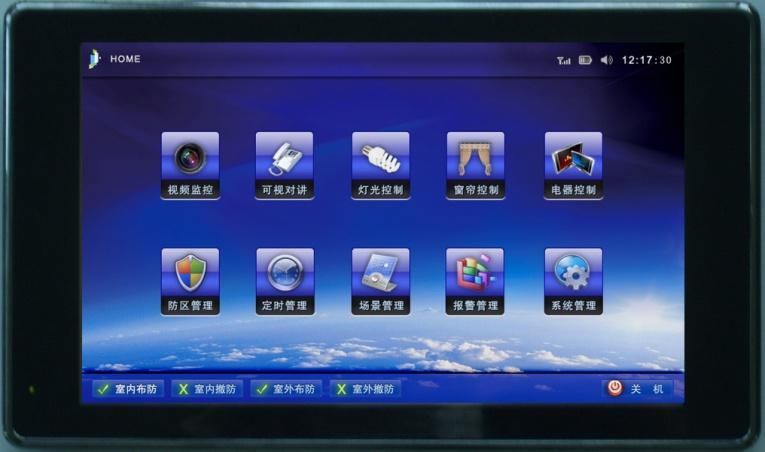 HOME
12:17:30
视频监控 可视对讲 灯光控制 窗帘控制 电器控制
防区管理 定时管理 场景管理 报警管理 系统管理
室内布防 室内撤防 室外布防 室外撤防 关 机